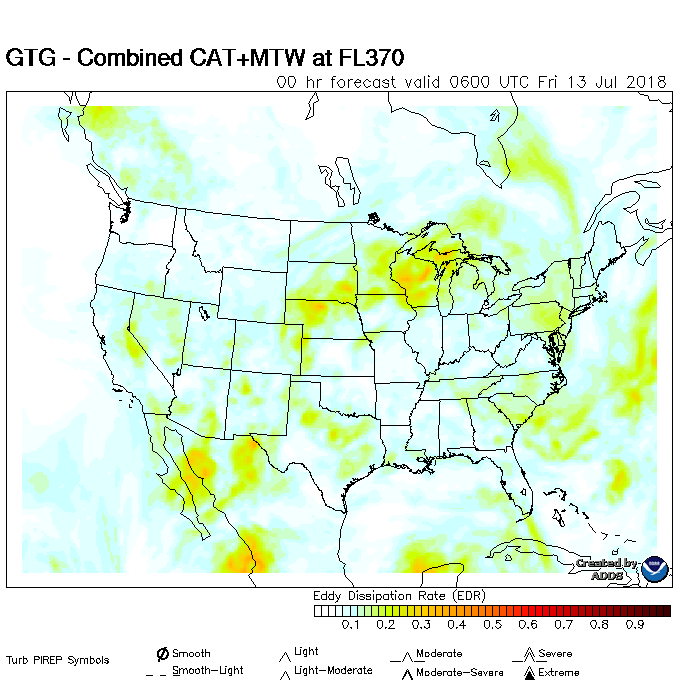 GTG - Combined CAT+MTW at FL370
00 hr forecast valid 0600 UTC Fri 13 Jul 2018
Created by
ADDS
Eddy Dissipation Rate (EDR)
0.1 0.2 0.3 0.4 0.5 0.6 0.7 0.8 0.9
Turb PIREP Symbols
Smooth Light Moderate Severe
Smooth-Light Light-Moderate Moderate-Severe Extreme